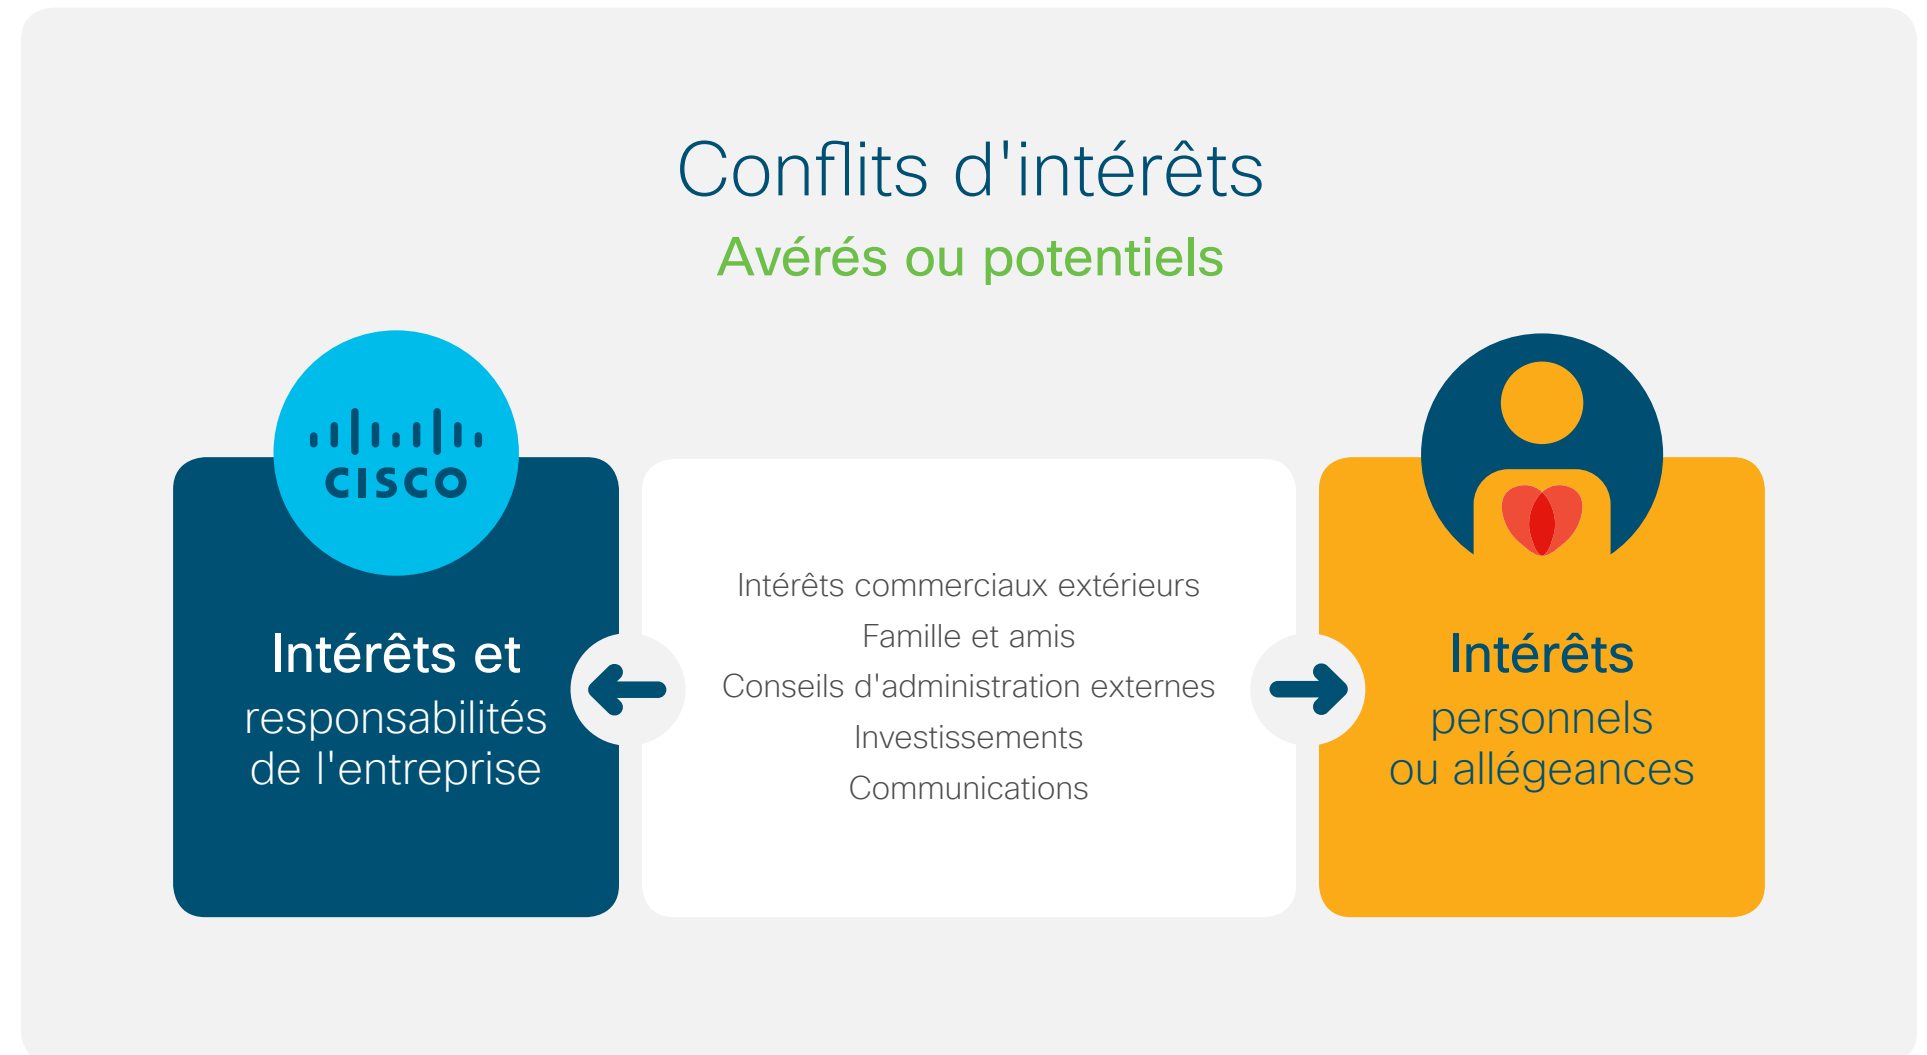 Conflits d'intérêts
Avérés ou potentiels
CISCO
Intérêts et
responsabilités
de l'entreprise
Intérêts commerciaux extérieurs
Famille et amis
Conseils d'administration externes
Investissements
Communications
Intérêts
personnels
ou allégeances